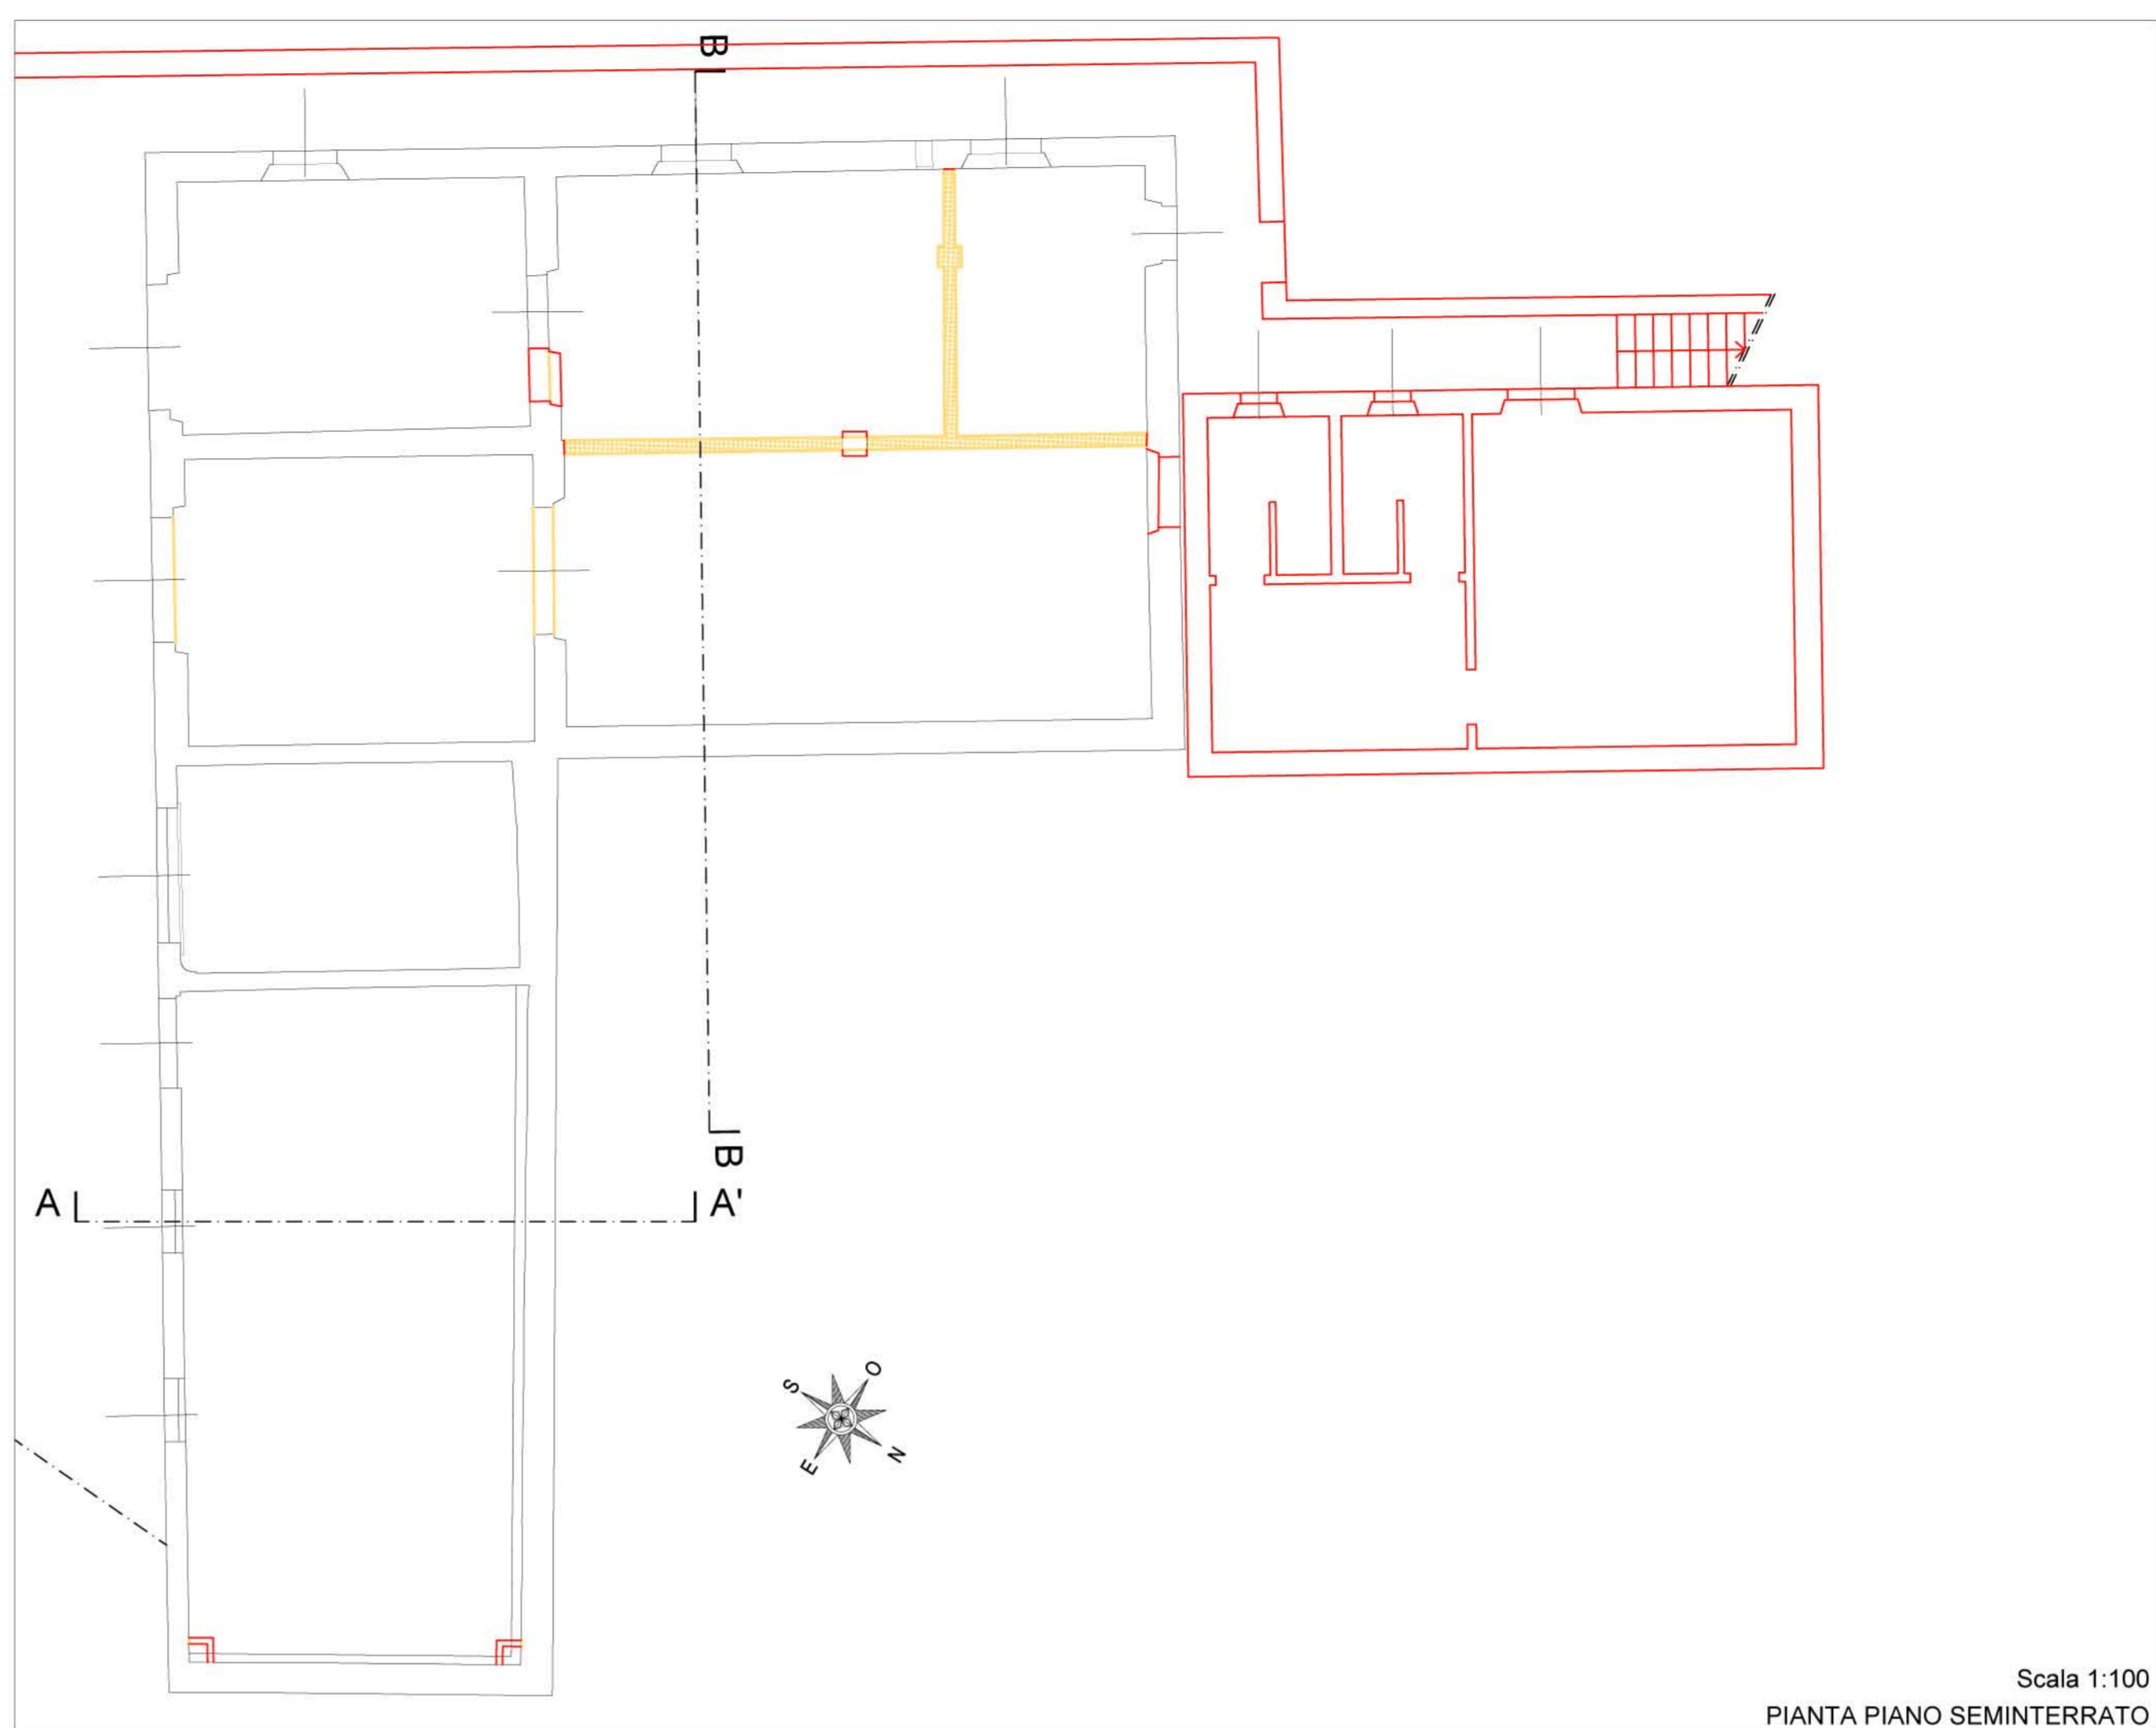 B
B
A A'
S O
E N
Scala 1:100
PIANTA PIANO SEMINTERRATO